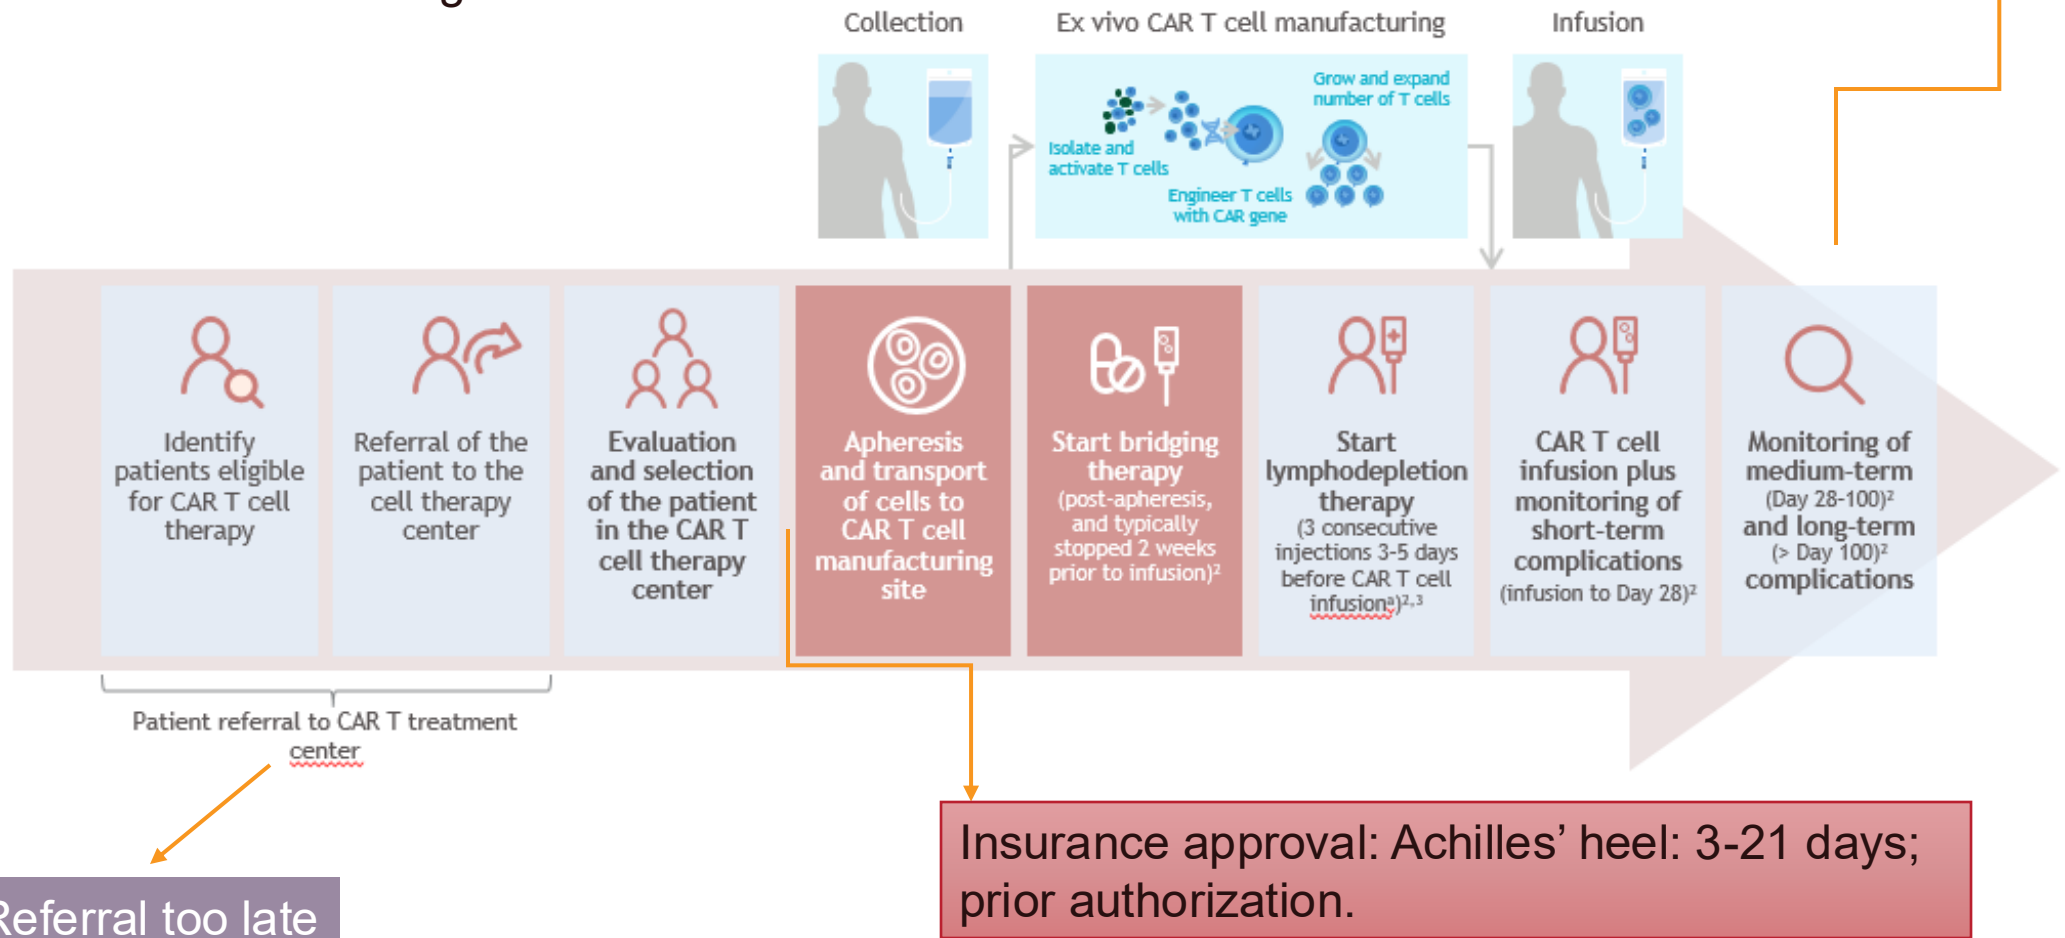 Collection
Ex vivo CAR T cell manufacturing
Infusion
Grow and expand
number of T cells
Isolate and
activate T cells
Engineer T cells
with CAR gene
Identify
patients eligible
for CAR T cell
therapy
Referral of the
patient to the
cell therapy
center
Evaluation
and selection
of the patient
in the CAR T
cell therapy
center
Apheresis
and transport
of cells to
CAR T cell
manufacturing
site
Start bridging
therapy
(post-apheresis,
and typically
stopped 2 weeks
prior to infusion)²
Start
lymphodepletion
therapy
(3 consecutive
injections 3-5 days
before CAR T cell
infusionª)²,³
CAR T cell
infusion plus
monitoring of
short-term
complications
(infusion to Day 28)²
Monitoring of
medium-term
(Day 28-100)²
and long-term
(> Day 100)²
complications
Patient referral to CAR T treatment
center
Insurance approval: Achilles’ heel: 3-21 days;
prior authorization.
Referral too late